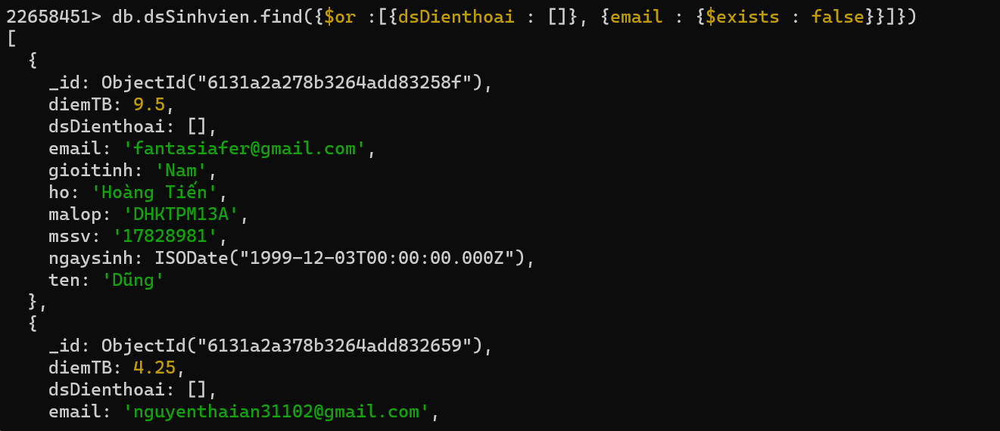 22658451> db.dsSinhvien.find({$or :[{dsDienthoai : []}, {email : {$exists : false}}]})
[
  {
    _id: ObjectId("6131a2a278b3264add83258f"),
    diemTB: 9.5,
    dsDienthoai: [],
    email: 'fantasiafer@gmail.com',
    gioitinh: 'Nam',
    ho: 'Hoàng Tiến',
    malop: 'DHKTPM13A',
    mssv: '17828981',
    ngaysinh: ISODate("1999-12-03T00:00:00.000Z"),
    ten: 'Dũng'
  },
  {
    _id: ObjectId("6131a2a378b3264add832659"),
    diemTB: 4.25,
    dsDienthoai: [],
    email: 'nguyenthaian31102@gmail.com',